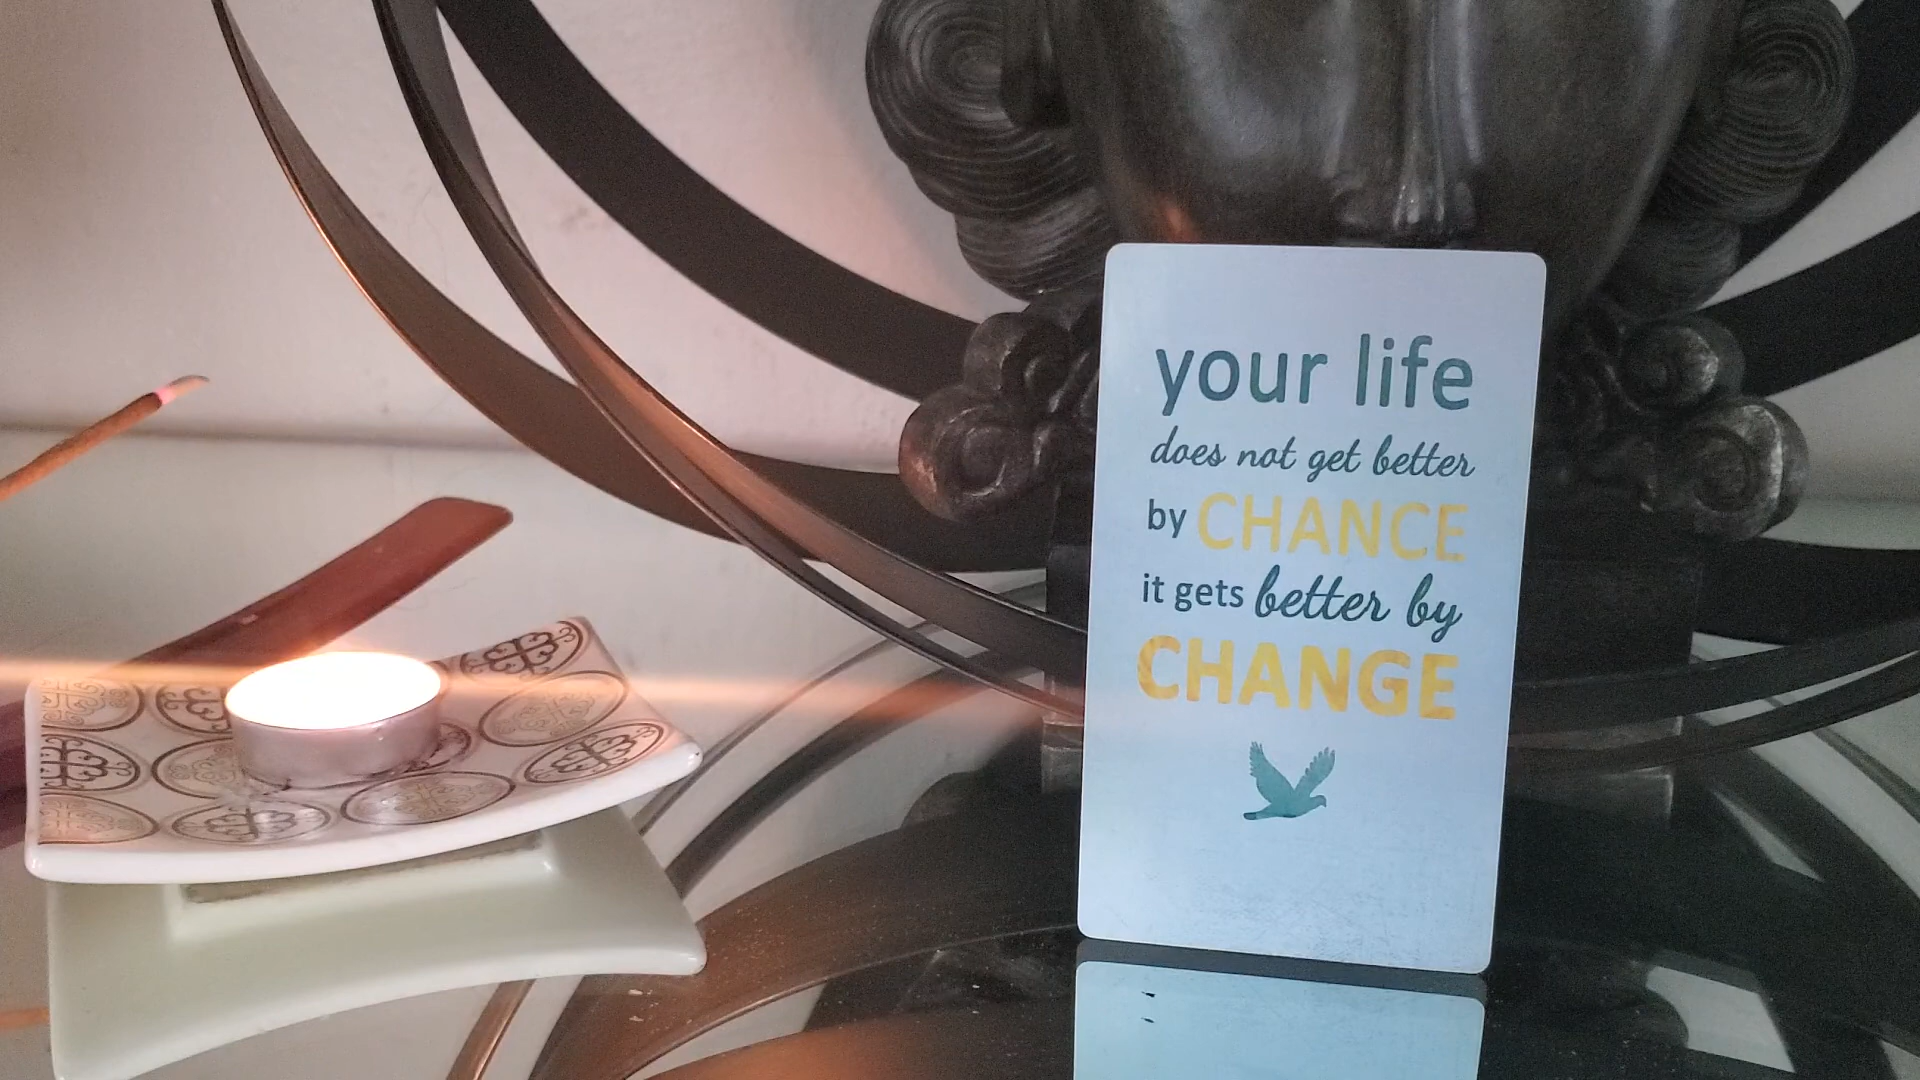 your life
does not get better
by CHANCE
it gets better by
CHANGE